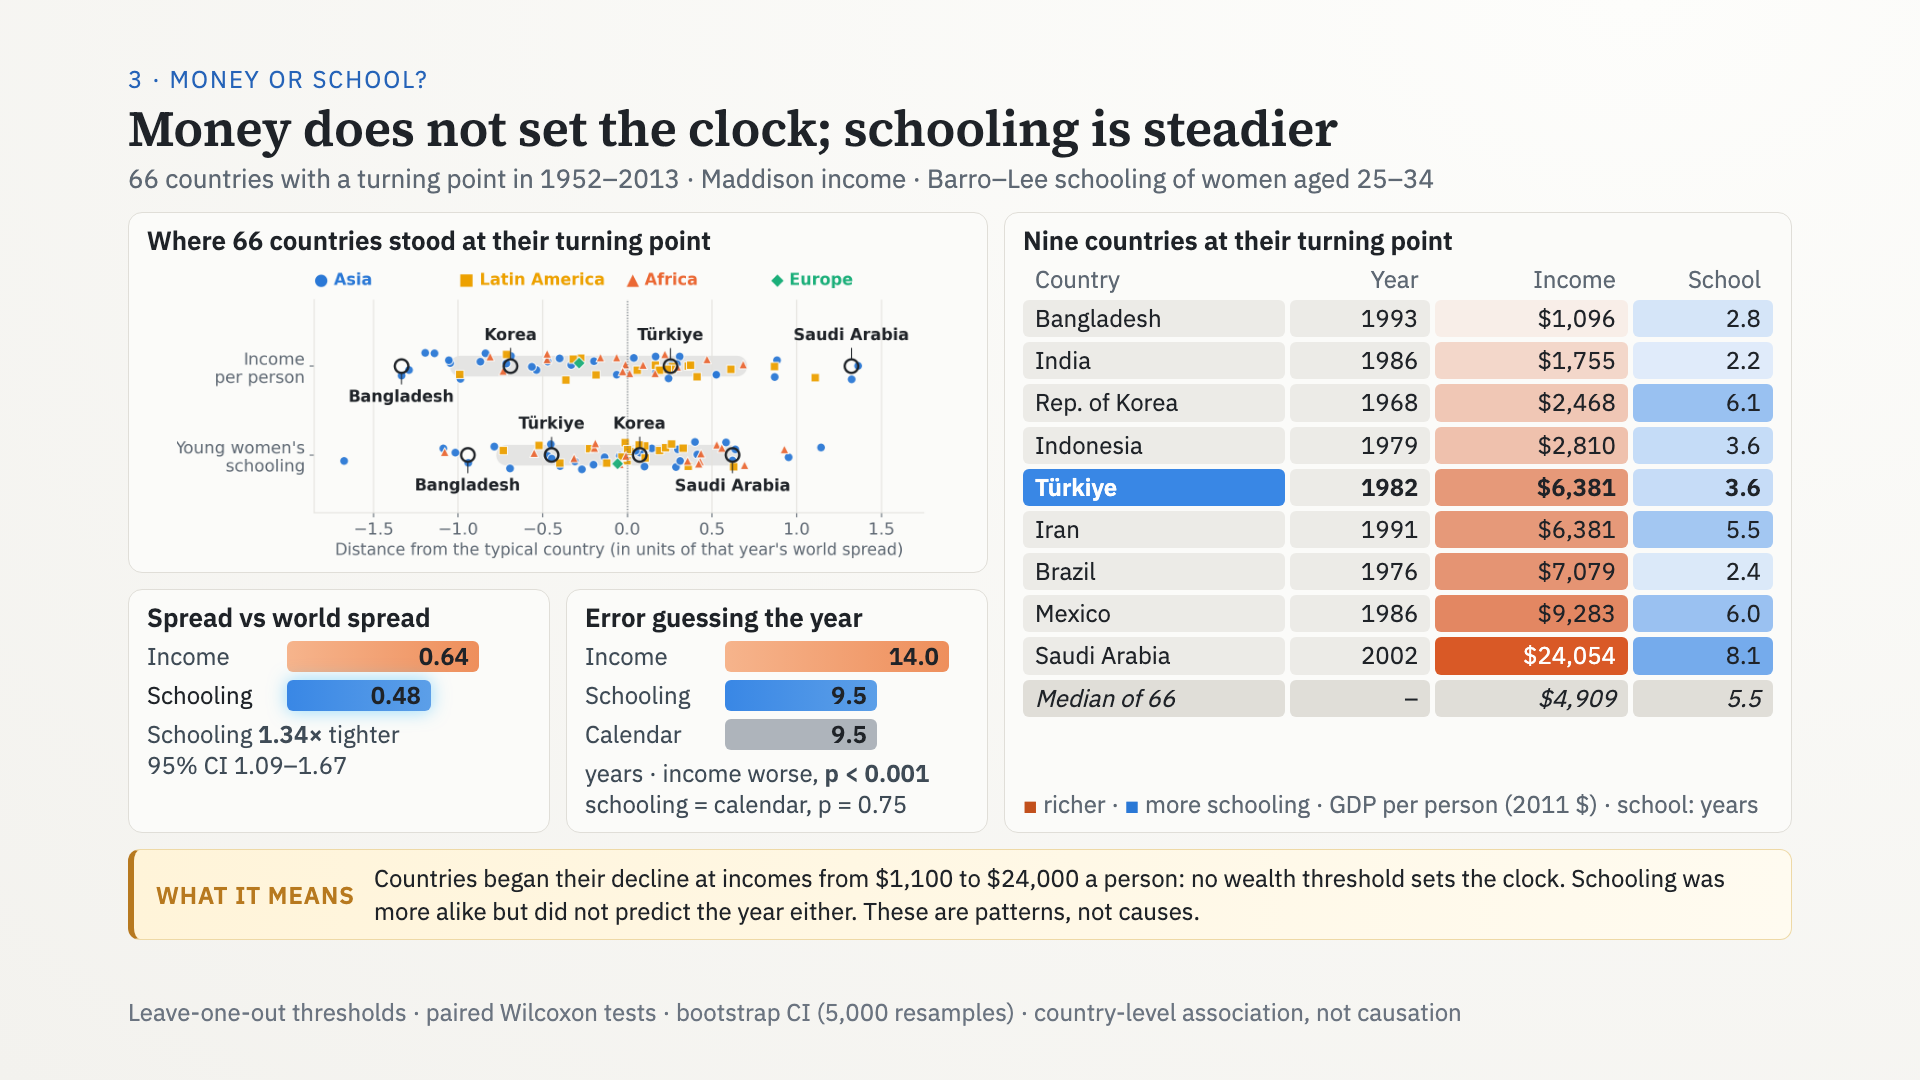 3 · MONEY OR SCHOOL?
Money does not set the clock; schooling is steadier
66 countries with a turning point in 1952–2013 · Maddison income · Barro–Lee schooling of women aged 25–34
Where 66 countries stood at their turning point
Asia Latin America Africa Europe
Korea Türkiye Saudi Arabia
Income
per person
Bangladesh
Türkiye Korea
Young women's
schooling
Bangladesh Saudi Arabia
−1.5 −1.0 −0.5 0.0 0.5 1.0 1.5
Distance from the typical country (in units of that year's world spread)
Spread vs world spread
Income 0.64
Schooling 0.48
Schooling 1.34× tighter
95% CI 1.09–1.67
Error guessing the year
Income 14.0
Schooling 9.5
Calendar 9.5
years · income worse, p < 0.001
schooling = calendar, p = 0.75
Nine countries at their turning point
Country Year Income School
Bangladesh 1993 $1,096 2.8
India 1986 $1,755 2.2
Rep. of Korea 1968 $2,468 6.1
Indonesia 1979 $2,810 3.6
Türkiye 1982 $6,381 3.6
Iran 1991 $6,381 5.5
Brazil 1976 $7,079 2.4
Mexico 1986 $9,283 6.0
Saudi Arabia 2002 $24,054 8.1
Median of 66 – $4,909 5.5
■ richer · ■ more schooling · GDP per person (2011 $) · school: years
WHAT IT MEANS
Countries began their decline at incomes from $1,100 to $24,000 a person: no wealth threshold sets the clock. Schooling was
more alike but did not predict the year either. These are patterns, not causes.
Leave-one-out thresholds · paired Wilcoxon tests · bootstrap CI (5,000 resamples) · country-level association, not causation